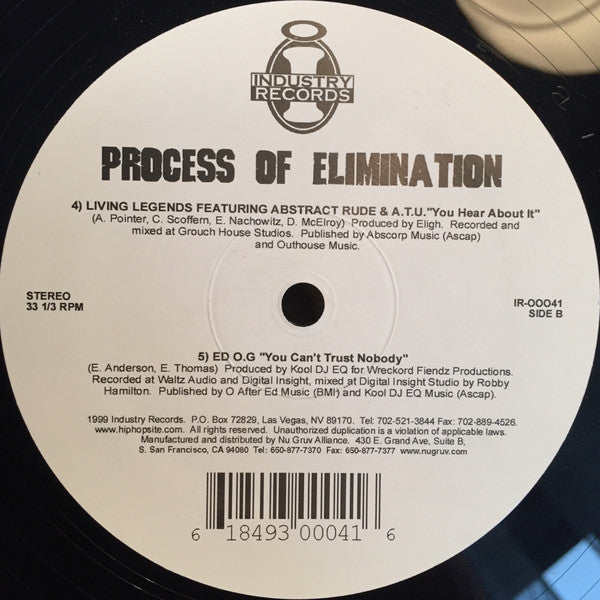 INDUSTRY
RECORDS
PROCESS OF ELIMINATION
4) LIVING LEGENDS FEATURING ABSTRACT RUDE & A.T.U."You Hear About It"
(A. Pointer, C. Scoffern, E. Nachowitz, D. McElroy) Produced by Eligh. Recorded and
mixed at Grouch House Studios. Published by Abscorp Music (Ascap)
and Outhouse Music.
STEREO
33 1/3 RPM
IR-OOO41
SIDE B
5) ED O.G "You Can't Trust Nobody"
(E. Anderson, E. Thomas) Produced by Kool DJ EQ for Wreckord Fiendz Productions.
Recorded at Waltz Audio and Digital Insight, mixed at Digital Insight Studio by Robby
Hamilton. Published by O After Ed Music (BMI) and Kool DJ EQ Music (Ascap).
1999 Industry Records. P.O. Box 72829, Las Vegas, NV 89170. Tel: 702-521-3844 Fax: 702-889-4526.
www.hiphopsite.com. All rights reserved. Unauthorized duplication is a violation of applicable laws.
Manufactured and distributed by Nu Gruv Alliance. 430 E. Grand Ave, Suite B,
S. San Francisco, CA 94080 Tel: 650-877-7370 Fax: 650-877-7377 www.nugruv.com
6 18493 00041 6